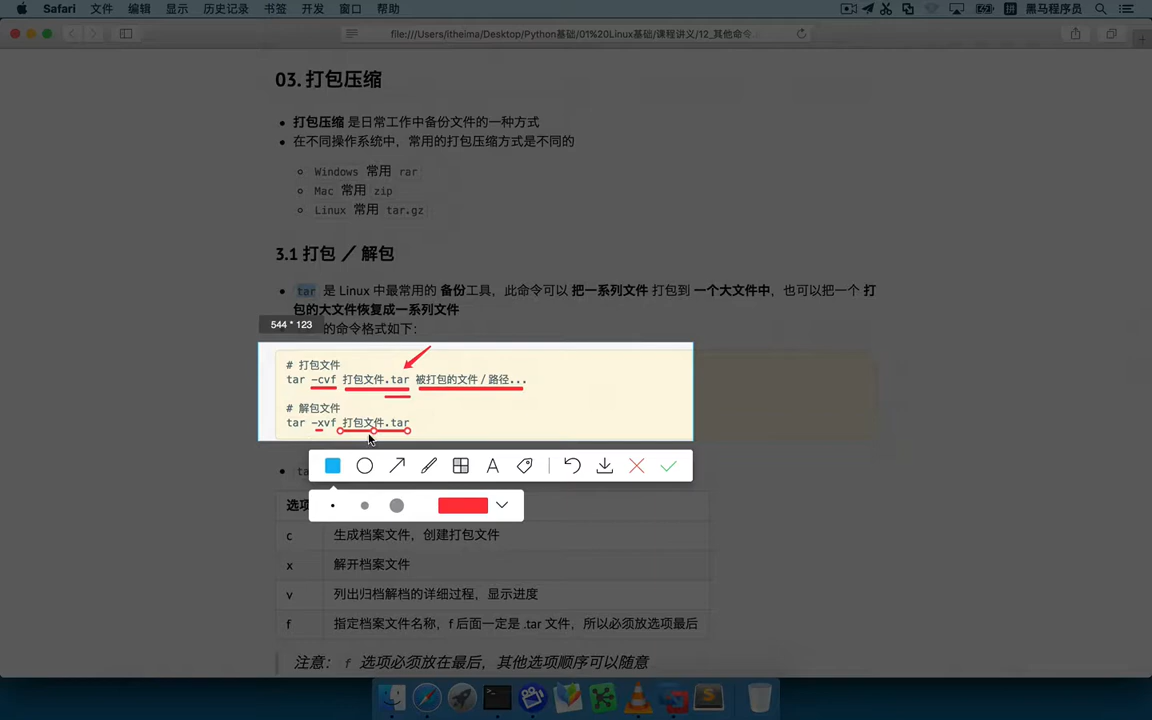 Safari 文件 编辑 显示 历史记录 书签 开发 窗口 帮助 黑马程序员
file:///Users/itheima/Desktop/Python基础/01%20Linux基础/课程讲义/12_其他命令...
03. 打包压缩
打包压缩 是日常工作中备份文件的一种方式
在不同操作系统中，常用的打包压缩方式是不同的
Windows 常用 rar
Mac 常用 zip
Linux 常用 tar.gz
3.1 打包 ／ 解包
tar 是 Linux 中最常用的 备份工具，此命令可以 把一系列文件 打包到 一个大文件中，也可以把一个 打
包的大文件恢复成一系列文件
544 * 123
的命令格式如下：
# 打包文件
tar -cvf 打包文件.tar 被打包的文件／路径...
# 解包文件
tar -xvf 打包文件.tar
A
选项
c 生成档案文件，创建打包文件
x 解开档案文件
v 列出归档解档的详细过程，显示进度
f 指定档案文件名称，f 后面一定是 .tar 文件，所以必须放选项最后
注意： f 选项必须放在最后，其他选项顺序可以随意